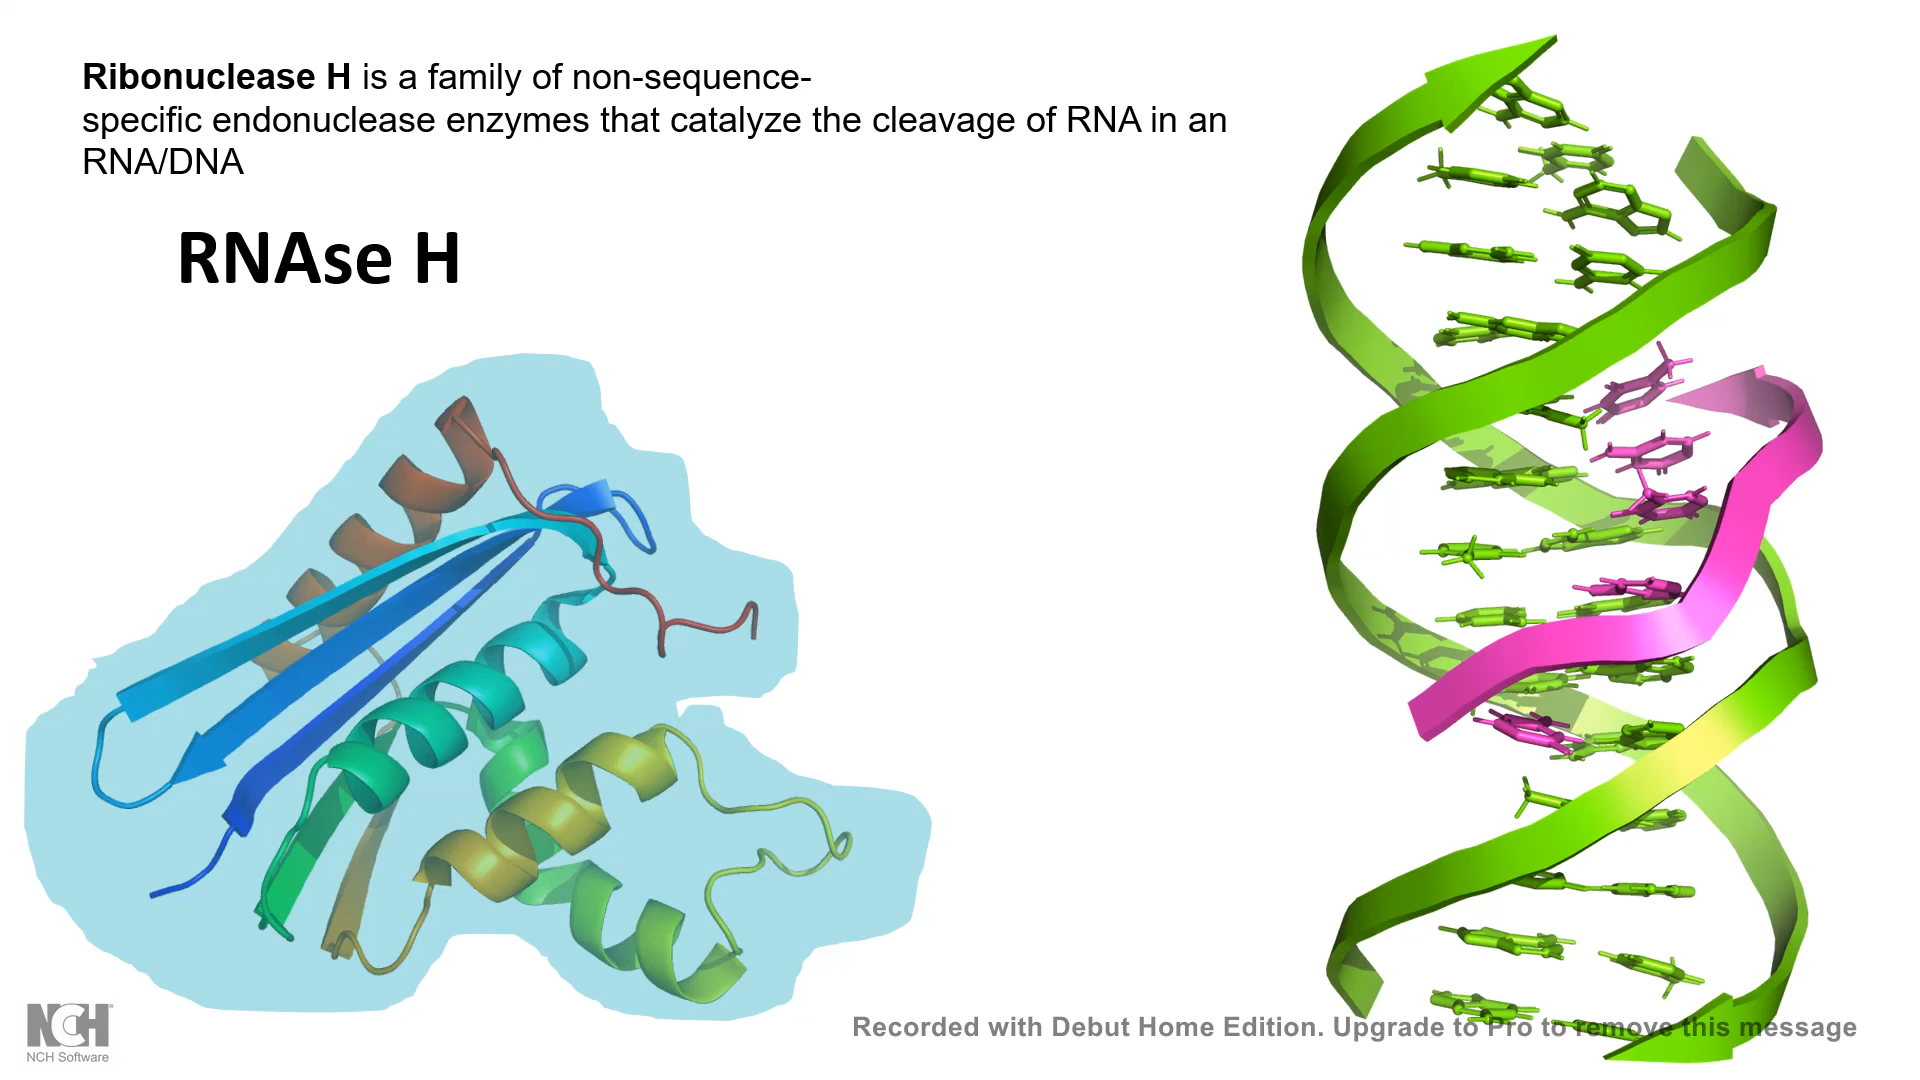 Ribonuclease H is a family of non-sequence-
specific endonuclease enzymes that catalyze the cleavage of RNA in an
RNA/DNA
RNAse H
NCH
NCH Software
Recorded with Debut Home Edition. Upgrade to Pro to remove this message